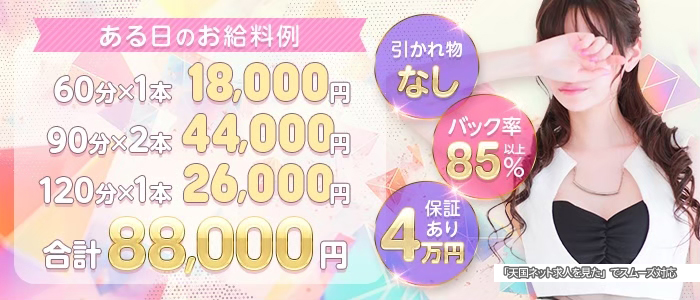 ある日のお給料例
60分×1本 18,000円
90分×2本 44,000円
120分×1本 26,000円
合計 88,000円
引かれ物
なし
バック率
85以上%
保証
あり
4万円
「天国ネット求人を見た」でスムーズ対応